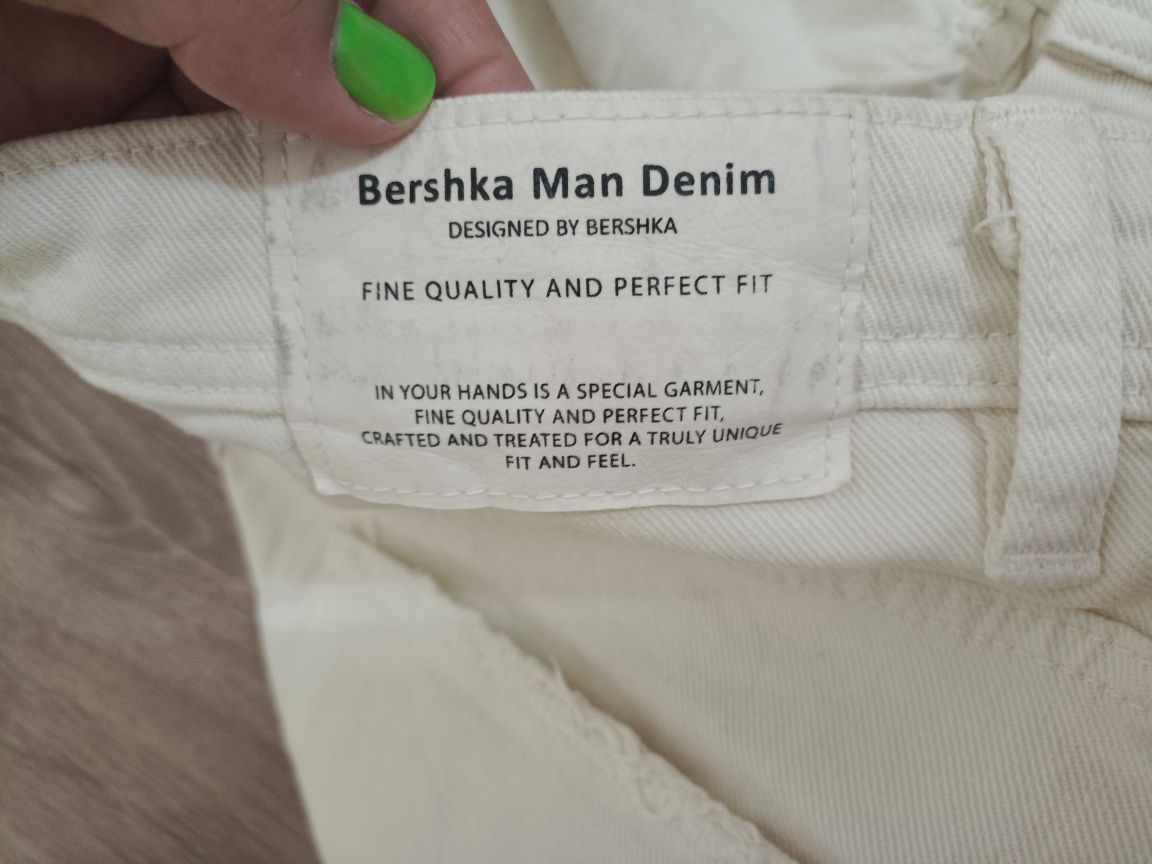 Bershka Man Denim
DESIGNED BY BERSHKA
FINE QUALITY AND PERFECT FIT
IN YOUR HANDS IS A SPECIAL GARMENT,
FINE QUALITY AND PERFECT FIT,
CRAFTED AND TREATED FOR A TRULY UNIQUE
FIT AND FEEL.